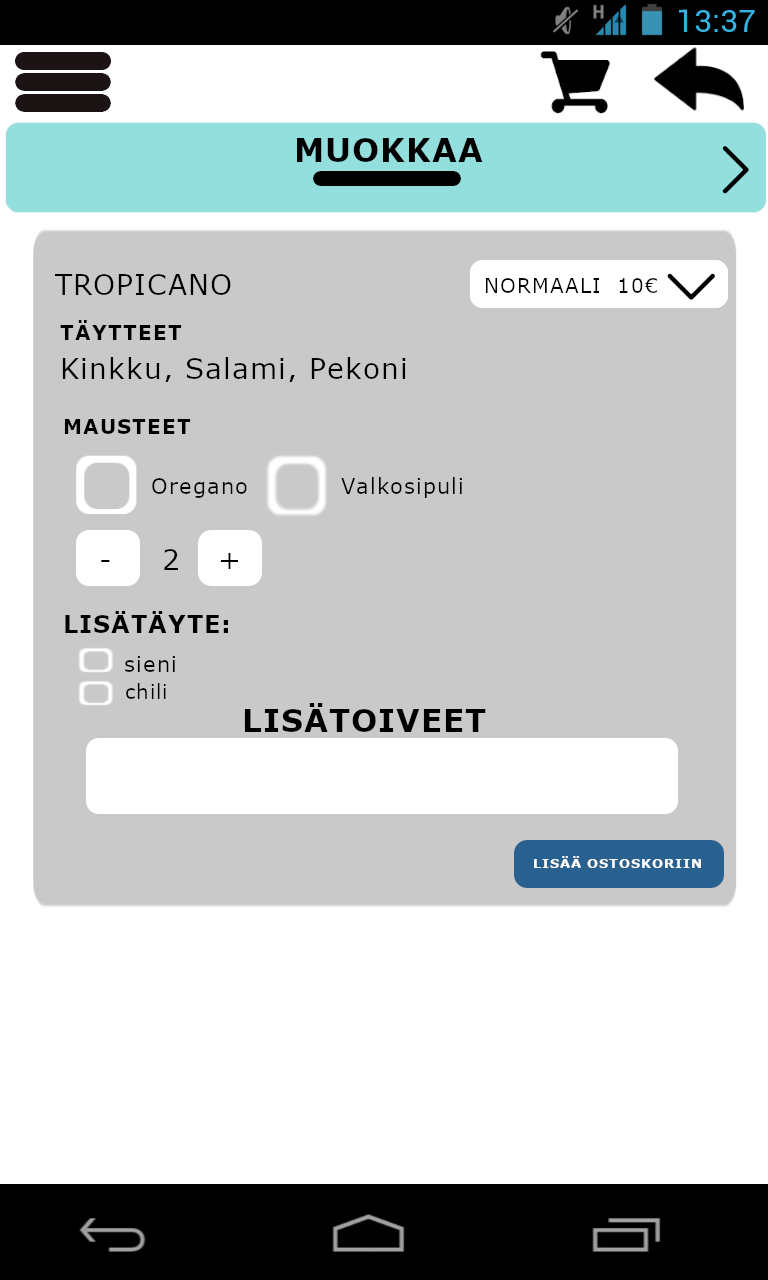 H 13:37
MUOKKAA
TROPICANO NORMAALI 10€
TÄYTTEET
Kinkku, Salami, Pekoni
MAUSTEET
Oregano Valkosipuli
- 2 +
LISÄTÄYTE:
sieni
chili
LISÄTOIVEET
LISÄÄ OSTOSKORIIN